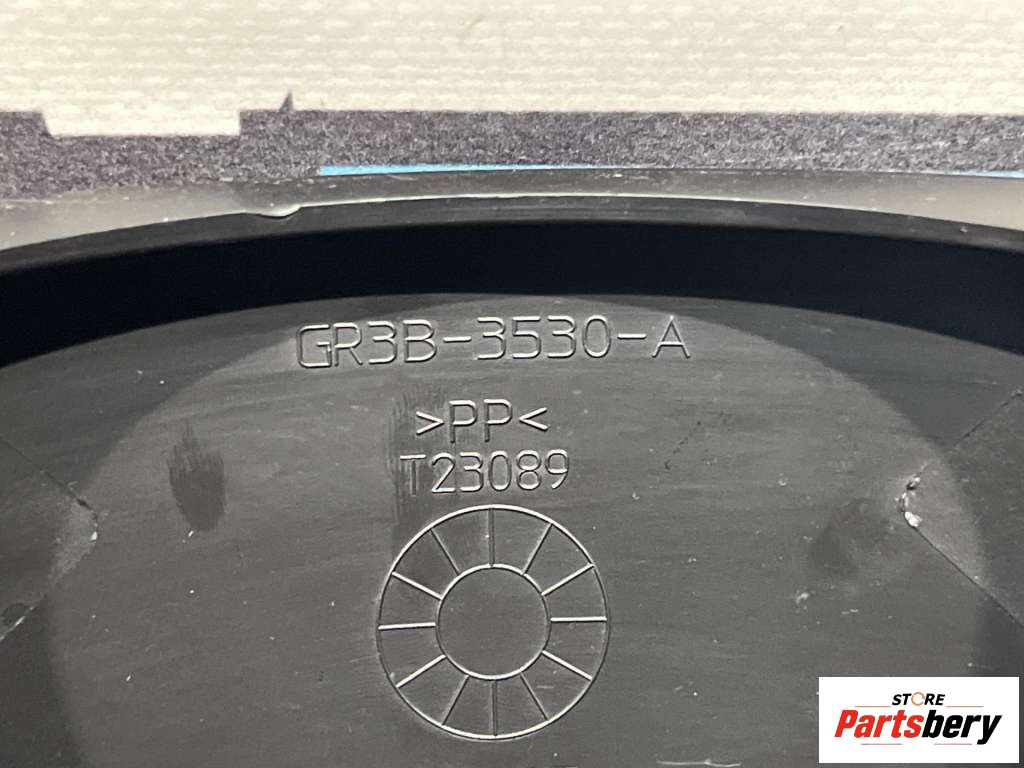 GR3B-3530-A
>PP<
T23089
STORE
Partsbery